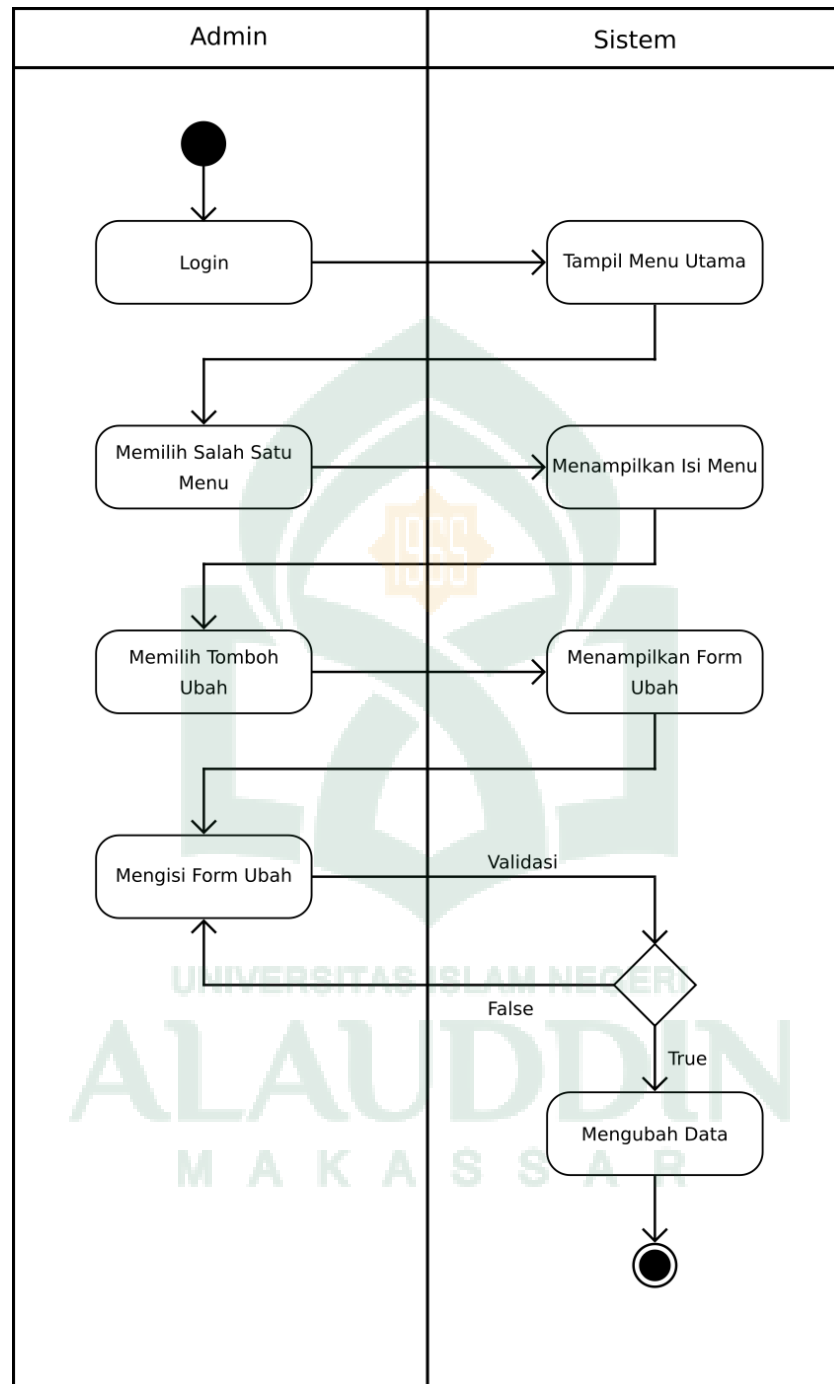 Admin
Sistem
Login
Tampil Menu Utama
Memilih Salah Satu
Menu
Menampilkan Isi Menu
Memilih Tomboh
Ubah
Menampilkan Form
Ubah
Mengisi Form Ubah
Validasi
False
True
Mengubah Data
UNIVERSITAS ISLAM NEGERI
ALAUDDIN
MAKASSAR